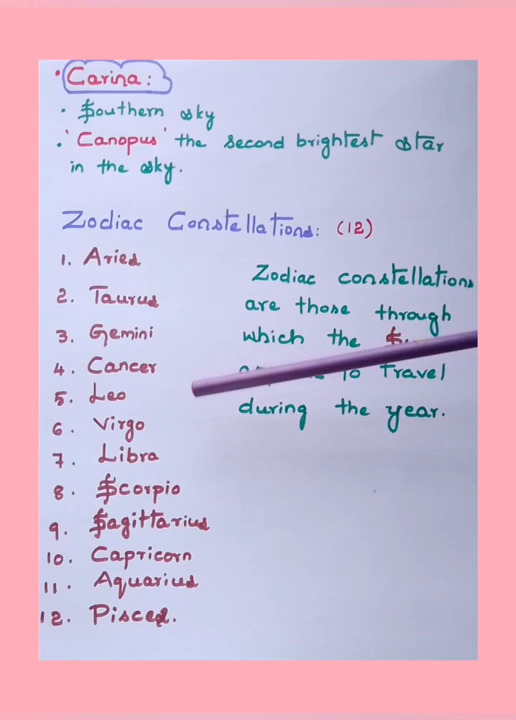 • Carina :
• Southern sky
• 'Canopus' the second brightest star
in the sky.
Zodiac Constellations: (12)
1. Aries
2. Taurus
3. Gemini
4. Cancer
5. Leo
6. Virgo
7. Libra
8. Scorpio
9. Sagittarius
10. Capricorn
11. Aquarius
12. Pisces.
Zodiac constellations
are those through
which the
to travel
during the year.